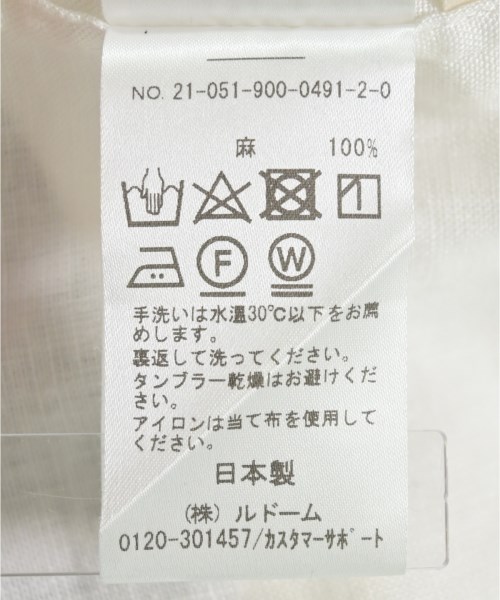 NO. 21-051-900-0491-2-0
麻 100%
F W
手洗いは水温30℃以下をお薦
めします。
裏返して洗ってください。
タンブラー乾燥はお避けくだ
さい。
アイロンは当て布を使用して
ください。
日本製
(株) ルドーム
0120-301457/ｶｽﾀﾏｰｻﾎﾟｰﾄ